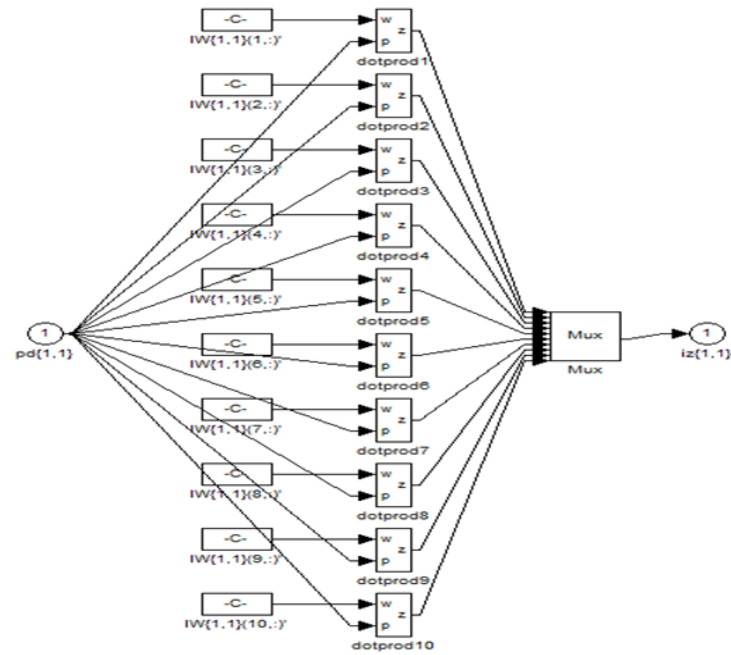 -C- w z
p
IW{1,1}(1,:)' dotprod1
-C- w z
p
IW{1,1}(2,:)' dotprod2
-C- w z
p
IW{1,1}(3,:)' dotprod3
-C- w z
p
IW{1,1}(4,:)' dotprod4
-C- w z
p
IW{1,1}(5,:)' dotprod5
1 Mux 1
pd{1,1} Mux iz{1,1}
-C- w z
p
IW{1,1}(6,:)' dotprod6
-C- w z
p
IW{1,1}(7,:)' dotprod7
-C- w z
p
IW{1,1}(8,:)' dotprod8
-C- w z
p
IW{1,1}(9,:)' dotprod9
-C- w z
p
IW{1,1}(10,:)' dotprod10